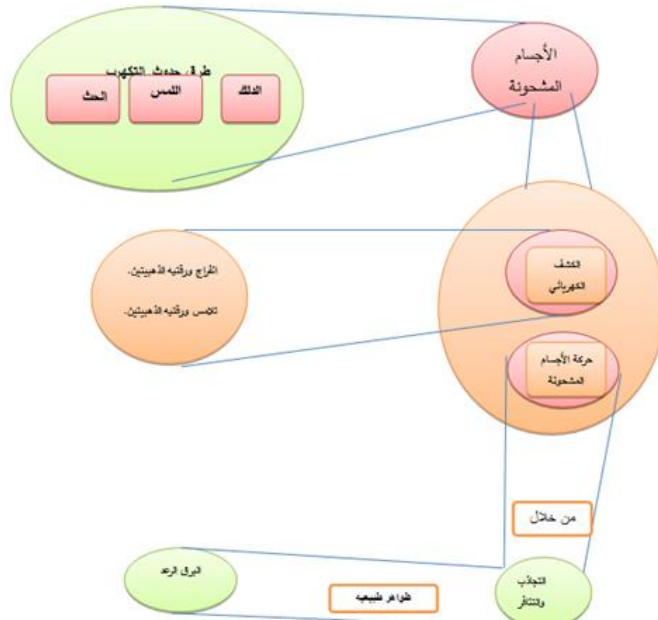 الأجسام
المشحونة
طرق حدوث التكهرب
الدلك
اللمس
الحث
الكشف
الكهربائي
انفراج ورقتيه الذهبيتين.
تلامس ورقتيه الذهبيتين.
حركة الأجسام
المشحونة
من خلال
التجاذب
والتنافر
ظواهر طبيعيه
البرق الرعد